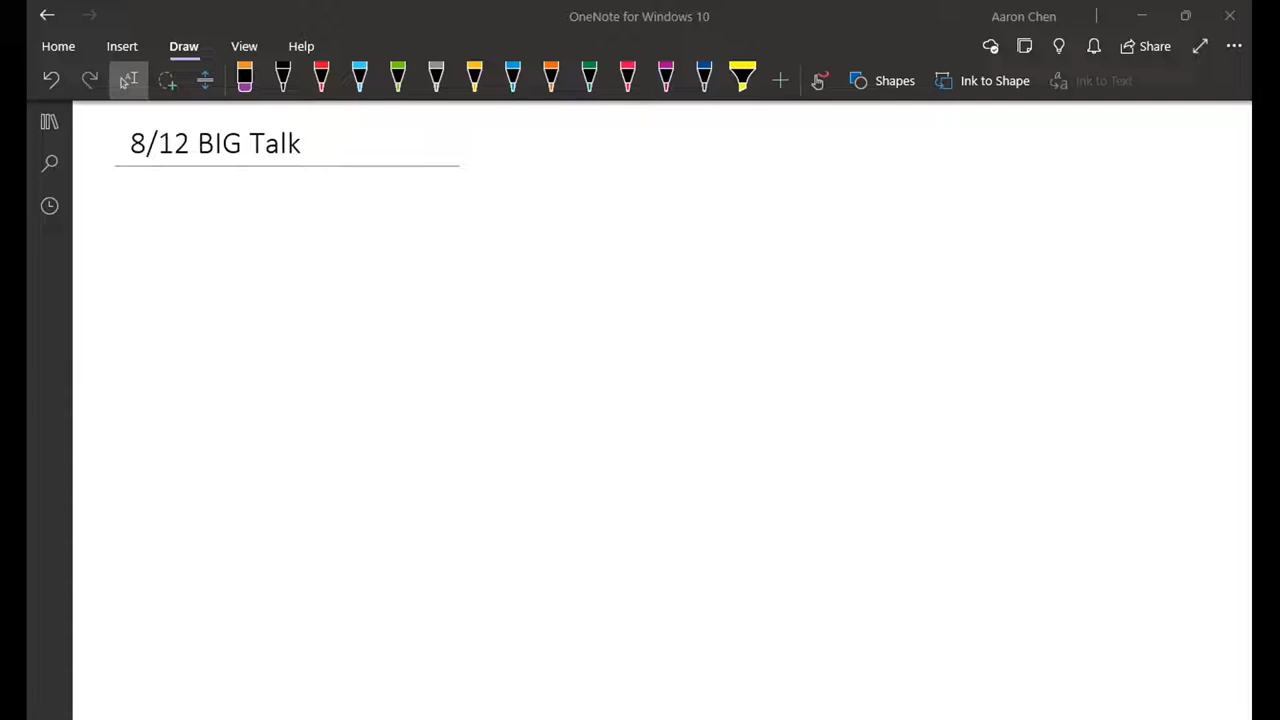 OneNote for Windows 10
Aaron Chen
Home
Insert
Draw
View
Help
Share
Shapes
Ink to Shape
Ink to Text
8/12 BIG Talk